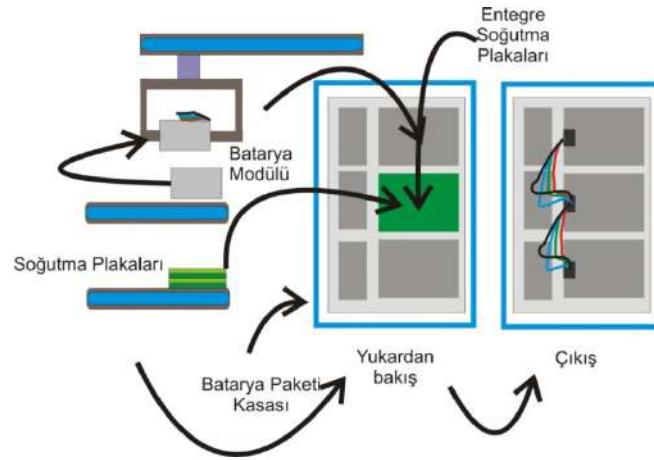 Entegre
Soğutma
Plakaları
Batarya
Modülü
Soğutma Plakaları
Batarya Paketi
Kasası
Yukardan
bakış
Çıkış